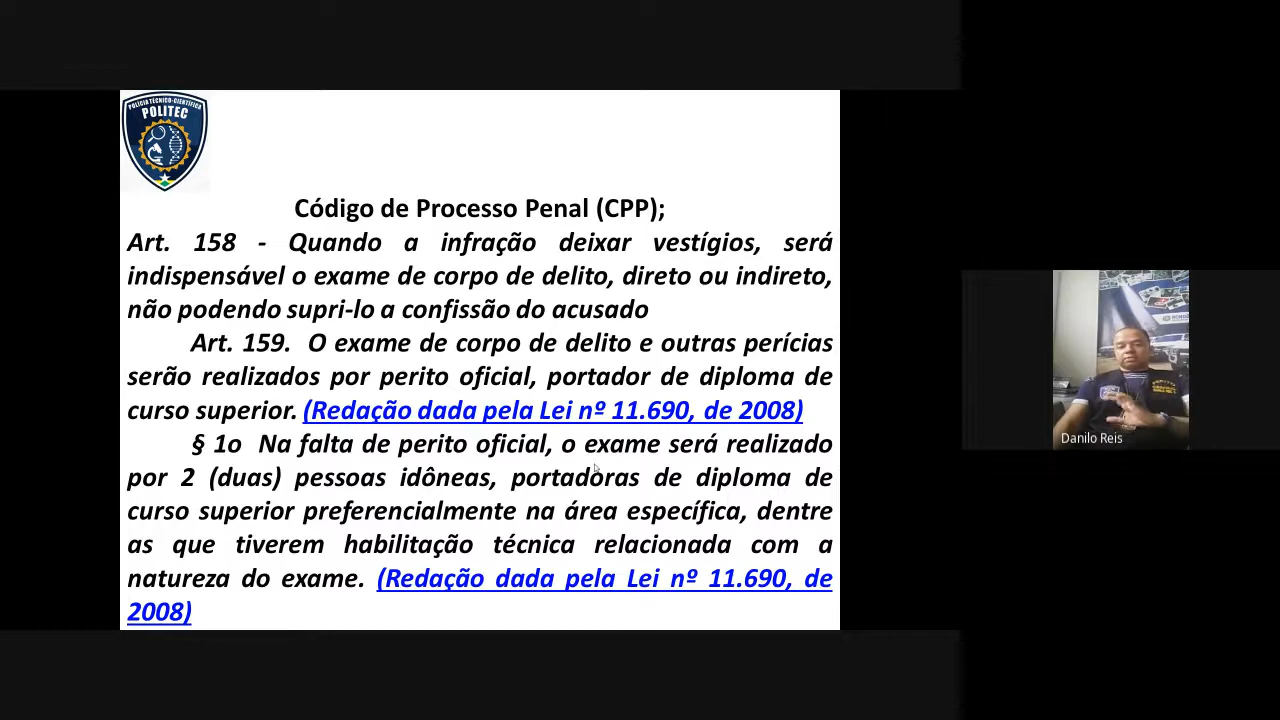 POLÍCIA TÉCNICO-CIENTÍFICA
POLITEC
Código de Processo Penal (CPP);
Art. 158 - Quando a infração deixar vestígios, será
indispensável o exame de corpo de delito, direto ou indireto,
não podendo supri-lo a confissão do acusado
Art. 159. O exame de corpo de delito e outras perícias
serão realizados por perito oficial, portador de diploma de
curso superior. (Redação dada pela Lei nº 11.690, de 2008)
§ 1o Na falta de perito oficial, o exame será realizado
por 2 (duas) pessoas idôneas, portadoras de diploma de
curso superior preferencialmente na área específica, dentre
as que tiverem habilitação técnica relacionada com a
natureza do exame. (Redação dada pela Lei nº 11.690, de
2008)
Danilo Reis